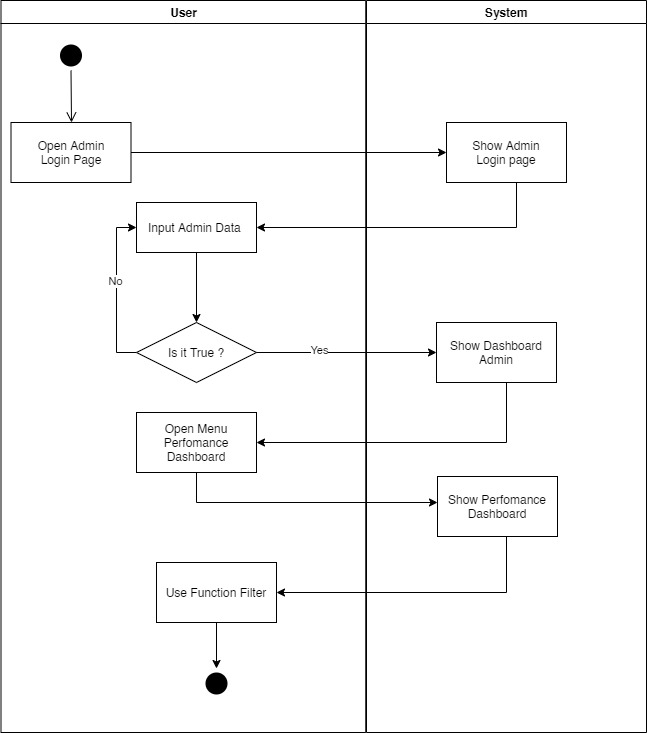 User
System
Open Admin
Login Page
Show Admin
Login page
Input Admin Data
No
Is it True ?
Yes
Show Dashboard
Admin
Open Menu
Perfomance
Dashboard
Show Perfomance
Dashboard
Use Function Filter